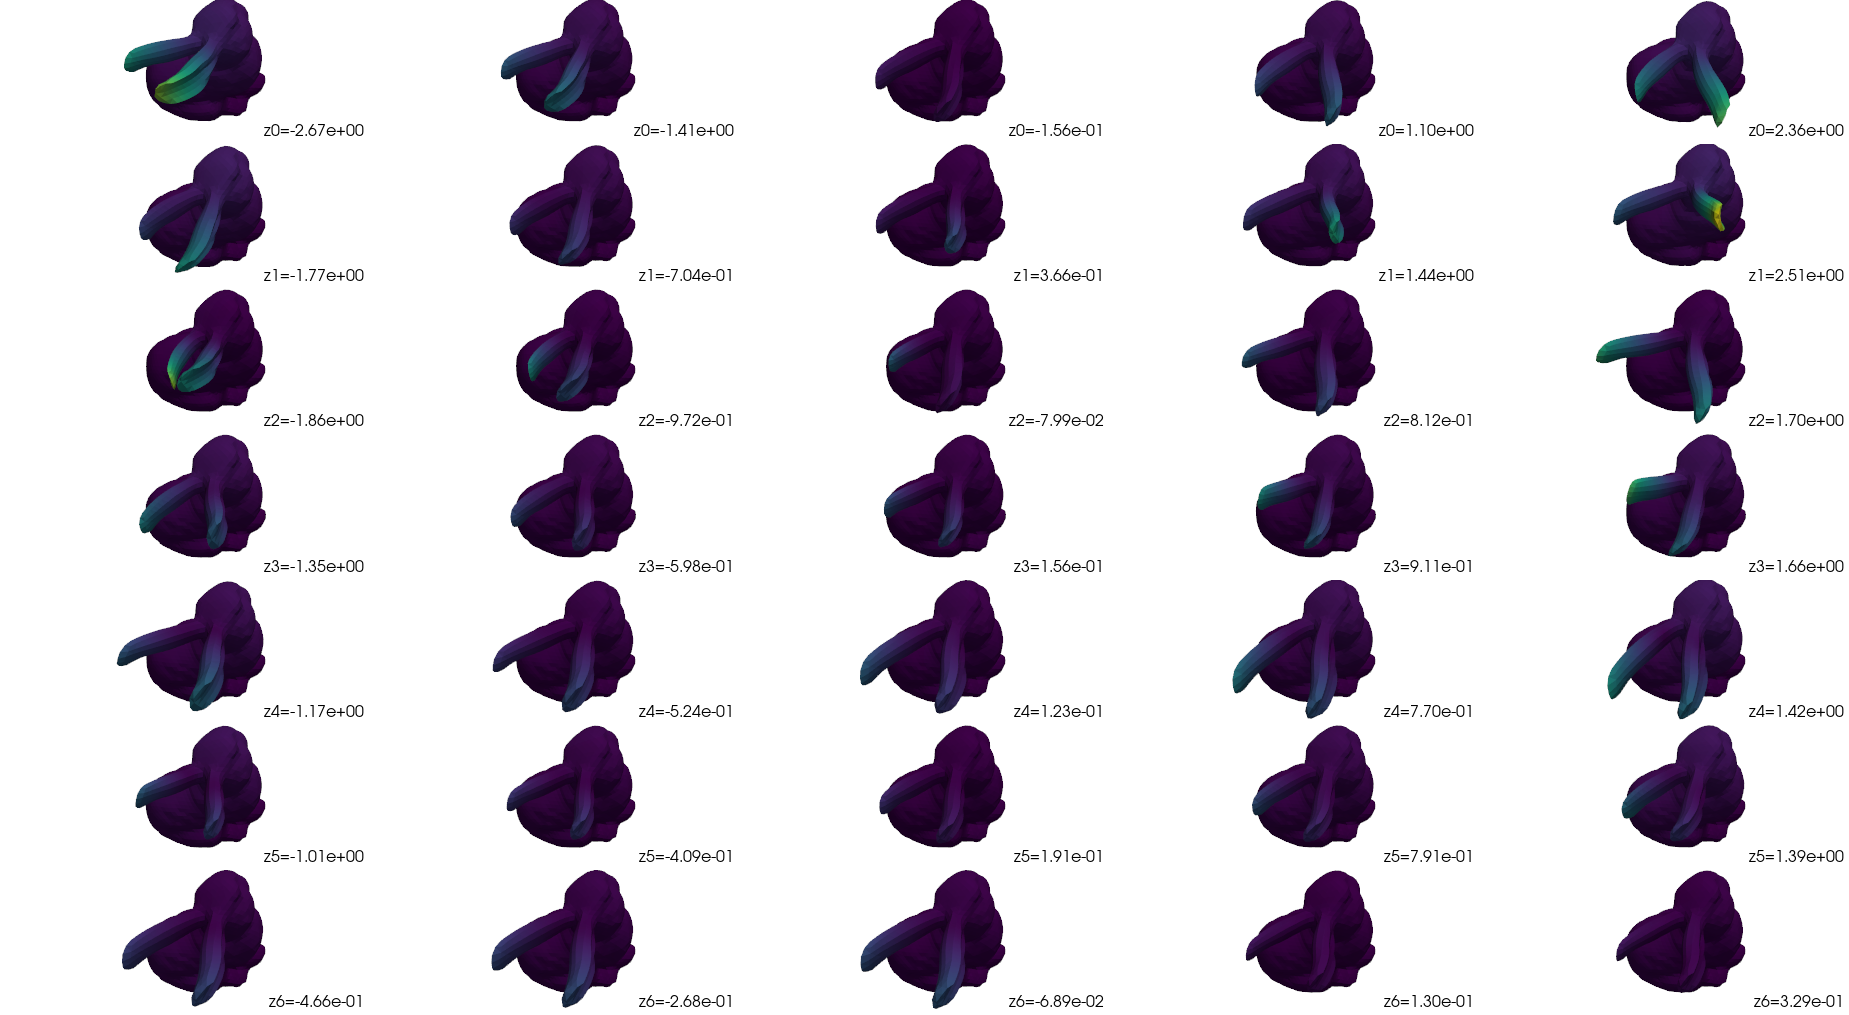 z0=-2.67e+00 z0=-1.41e+00 z0=-1.56e-01 z0=1.10e+00 z0=2.36e+00
z1=-1.77e+00 z1=-7.04e-01 z1=3.66e-01 z1=1.44e+00 z1=2.51e+00
z2=-1.86e+00 z2=-9.72e-01 z2=-7.99e-02 z2=8.12e-01 z2=1.70e+00
z3=-1.35e+00 z3=-5.98e-01 z3=1.56e-01 z3=9.11e-01 z3=1.66e+00
z4=-1.17e+00 z4=-5.24e-01 z4=1.23e-01 z4=7.70e-01 z4=1.42e+00
z5=-1.01e+00 z5=-4.09e-01 z5=1.91e-01 z5=7.91e-01 z5=1.39e+00
z6=-4.66e-01 z6=-2.68e-01 z6=-6.89e-02 z6=1.30e-01 z6=3.29e-01